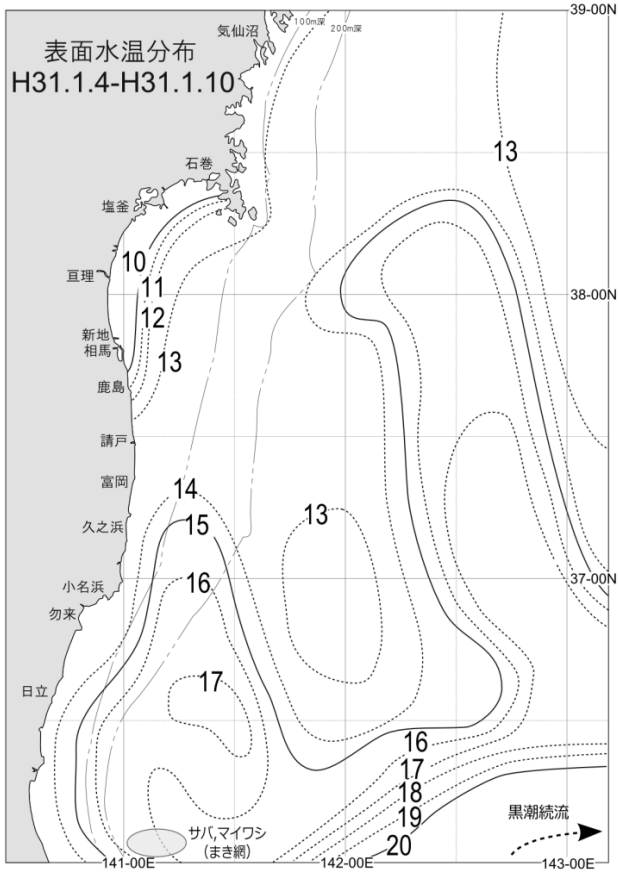 気仙沼
100m深
200m深
39-00N
表面水温分布
H31.1.4-H31.1.10
13
石巻
塩釜
10
亘理
11
38-00N
12
新地
相馬
13
鹿島
請戸
富岡
14
13
久之浜
15
小名浜
16
37-00N
勿来
日立
17
16
17
18
黒潮続流
19
サバ,マイワシ
(まき網)
20
141-00E
142-00E
143-00E